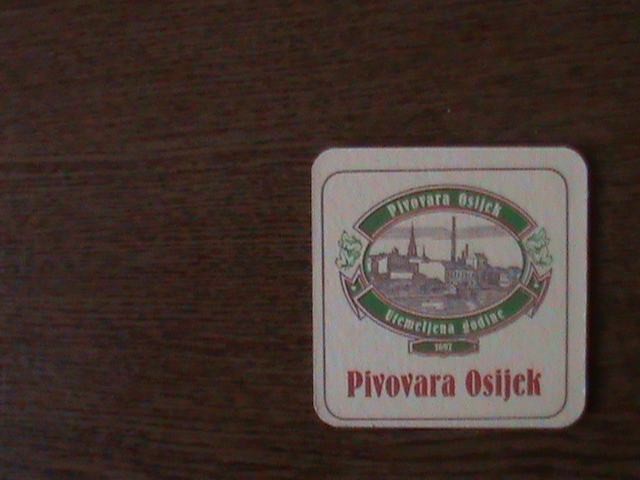 Pivovara Osijek
Utemeljena godine
1697
Pivovara Osijek